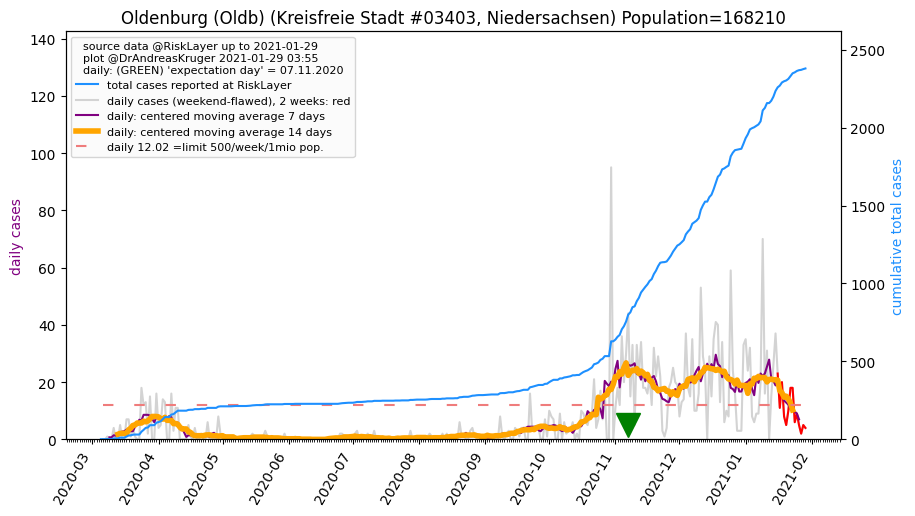 Oldenburg (Oldb) (Kreisfreie Stadt #03403, Niedersachsen) Population=168210
source data @RiskLayer up to 2021-01-29
plot @DrAndreasKruger 2021-01-29 03:55
daily: (GREEN) 'expectation day' = 07.11.2020
total cases reported at RiskLayer
daily cases (weekend-flawed), 2 weeks: red
daily: centered moving average 7 days
daily: centered moving average 14 days
daily 12.02 =limit 500/week/1mio pop.
daily cases
140
120
100
80
60
40
20
0
cumulative total cases
2500
2000
1500
1000
500
0
2020-03
2020-04
2020-05
2020-06
2020-07
2020-08
2020-09
2020-10
2020-11
2020-12
2021-01
2021-02